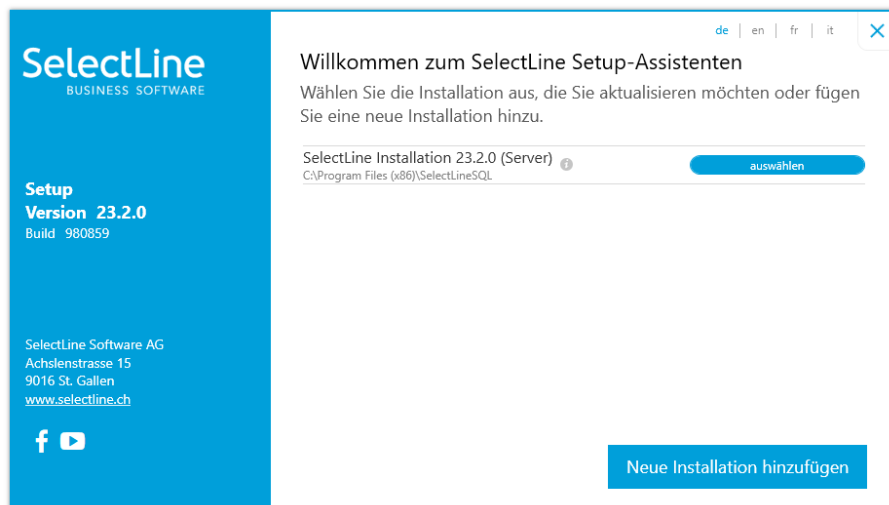 SelectLine
BUSINESS SOFTWARE
Setup
Version 23.2.0
Build 980859
SelectLine Software AG
Achslenstrasse 15
9016 St. Gallen
www.selectline.ch
de | en | fr | it
Willkommen zum SelectLine Setup-Assistenten
Wählen Sie die Installation aus, die Sie aktualisieren möchten oder fügen
Sie eine neue Installation hinzu.
SelectLine Installation 23.2.0 (Server)
C:\Program Files (x86)\SelectLineSQL
auswählen
Neue Installation hinzufügen